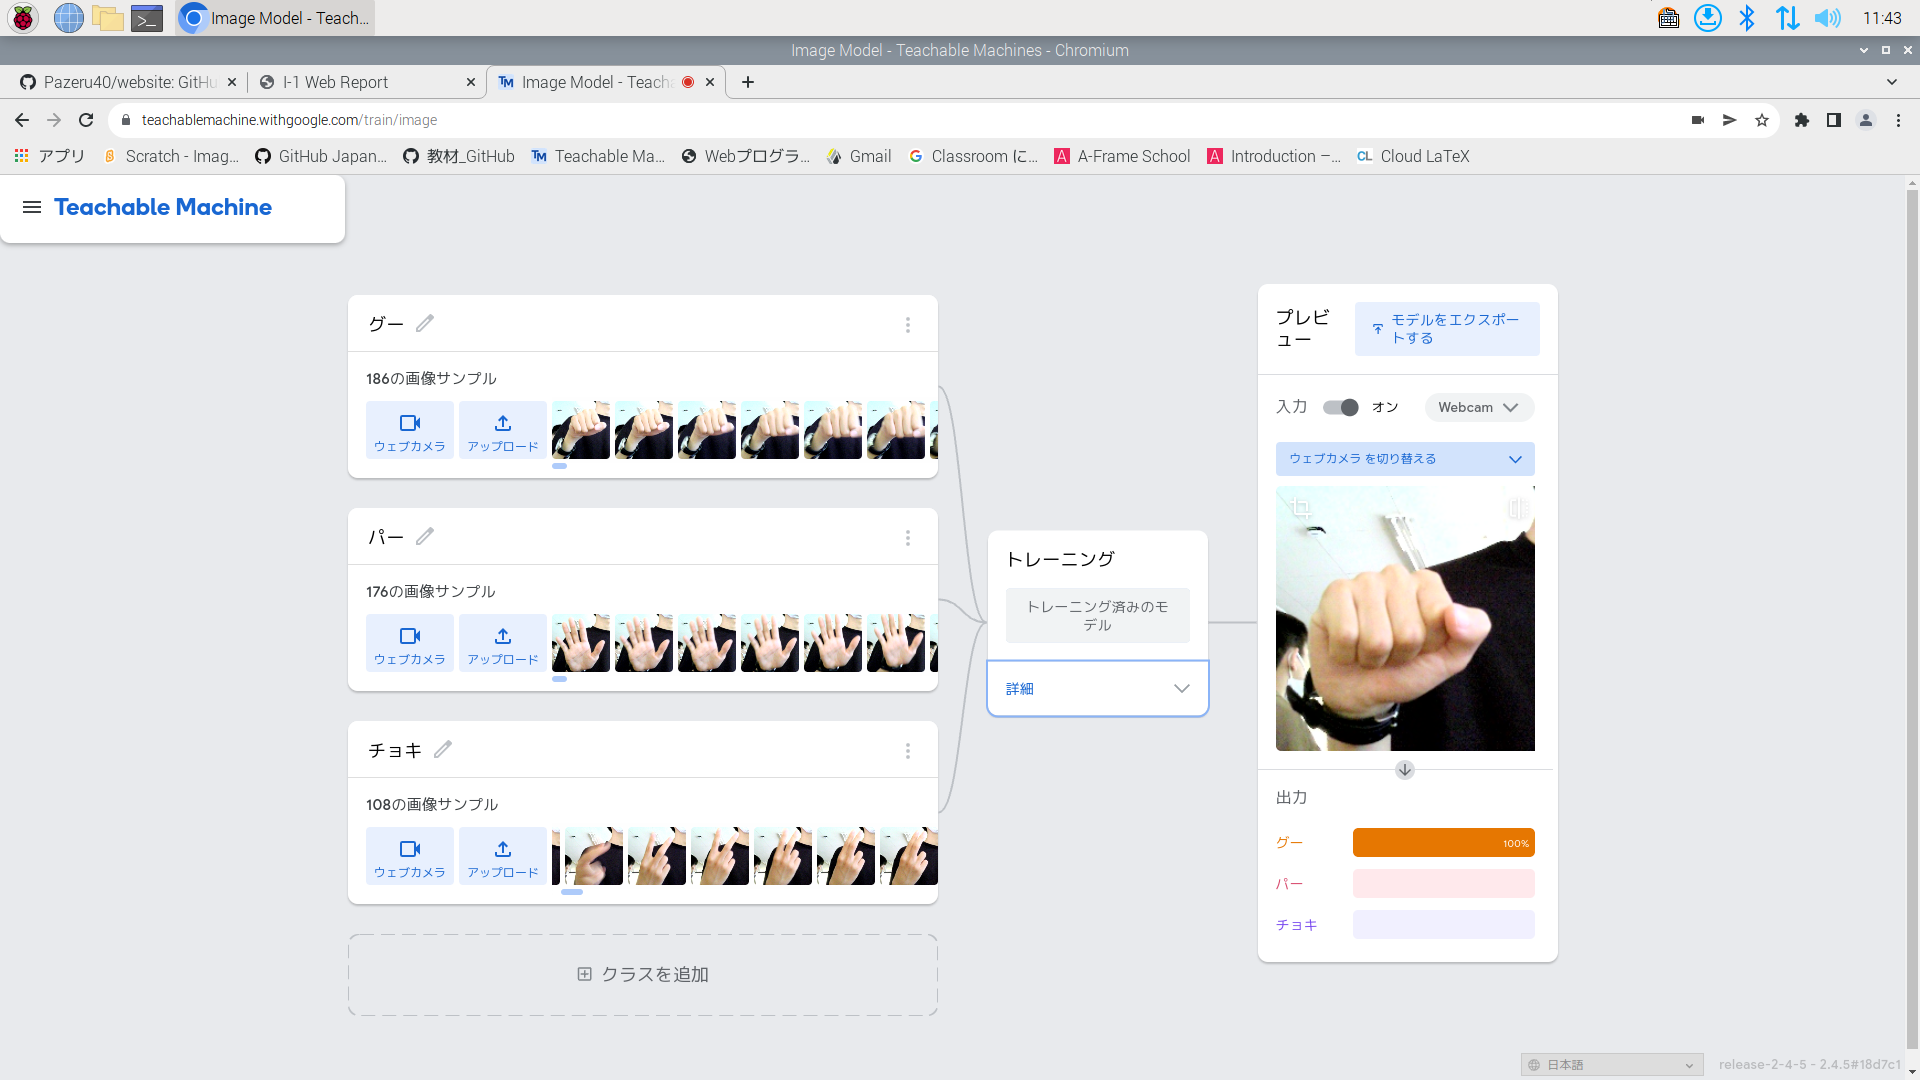 Image Model - Teach...
11:43
Image Model - Teachable Machines - Chromium
Pazeru40/website: GitHu
I-1 Web Report
Image Model - Teacha
teachablemachine.withgoogle.com/train/image
アプリ
Scratch - Imag...
GitHub Japan...
教材_GitHub
Teachable Ma...
Webプログラ...
Gmail
Classroom に...
A-Frame School
Introduction –...
Cloud LaTeX
Teachable Machine
グー
186の画像サンプル
ウェブカメラ
アップロード
パー
176の画像サンプル
ウェブカメラ
アップロード
チョキ
108の画像サンプル
ウェブカメラ
アップロード
クラスを追加
トレーニング
トレーニング済みのモ
デル
詳細
プレビ
ュー
モデルをエクスポー
トする
入力
オン
Webcam
ウェブカメラ を切り替える
出力
グー
100%
パー
チョキ
日本語
release-2-4-5 - 2.4.5#18d7c1